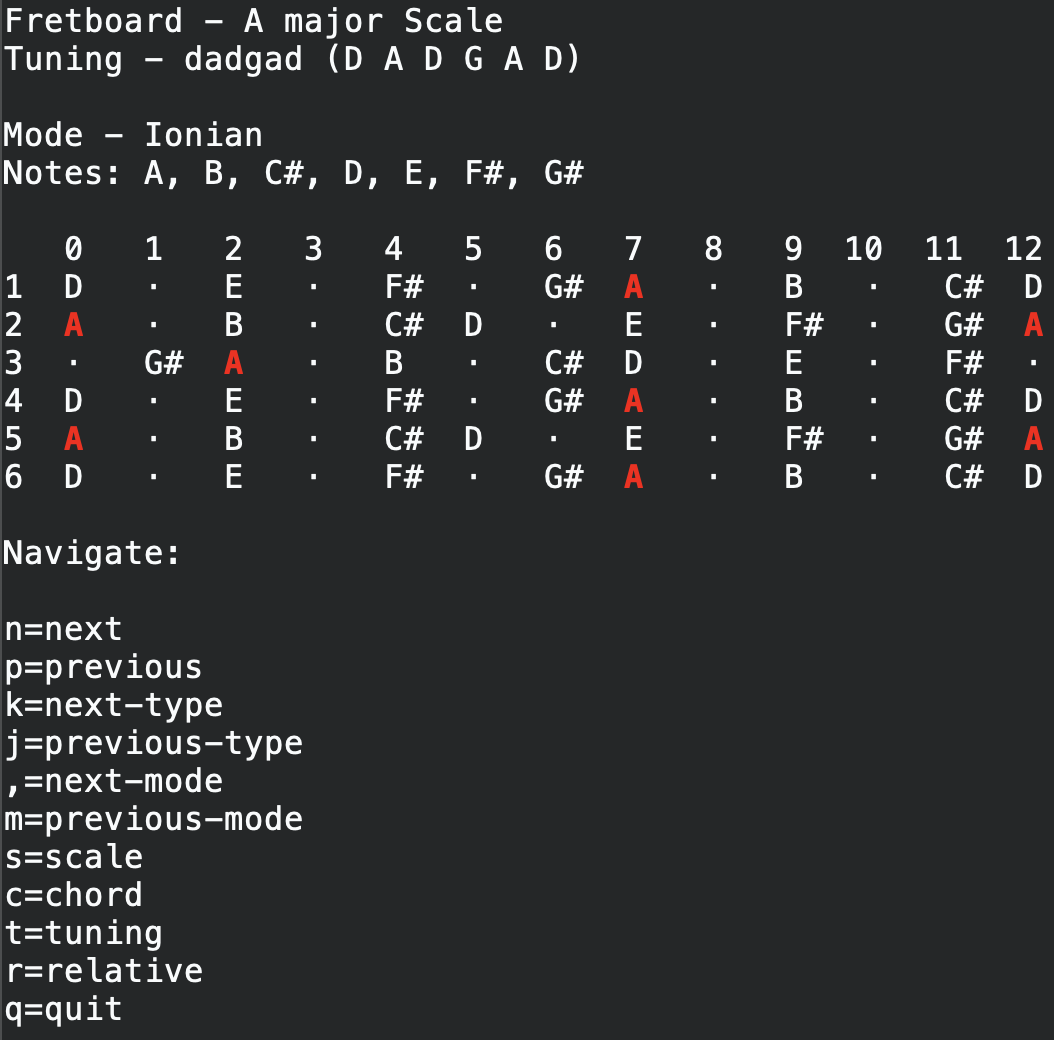 Fretboard - A major Scale
Tuning - dadgad (D A D G A D)
Mode - Ionian
Notes: A, B, C#, D, E, F#, G#
   0   1   2   3   4   5   6   7   8   9  10  11  12
1  D   ·   E   ·   F#  ·   G#  A   ·   B   ·   C#  D
2  A   ·   B   ·   C#  D   ·   E   ·   F#  ·   G#  A
3  ·   G#  A   ·   B   ·   C#  D   ·   E   ·   F#  ·
4  D   ·   E   ·   F#  ·   G#  A   ·   B   ·   C#  D
5  A   ·   B   ·   C#  D   ·   E   ·   F#  ·   G#  A
6  D   ·   E   ·   F#  ·   G#  A   ·   B   ·   C#  D
Navigate:
n=next
p=previous
k=next-type
j=previous-type
,=next-mode
m=previous-mode
s=scale
c=chord
t=tuning
r=relative
q=quit